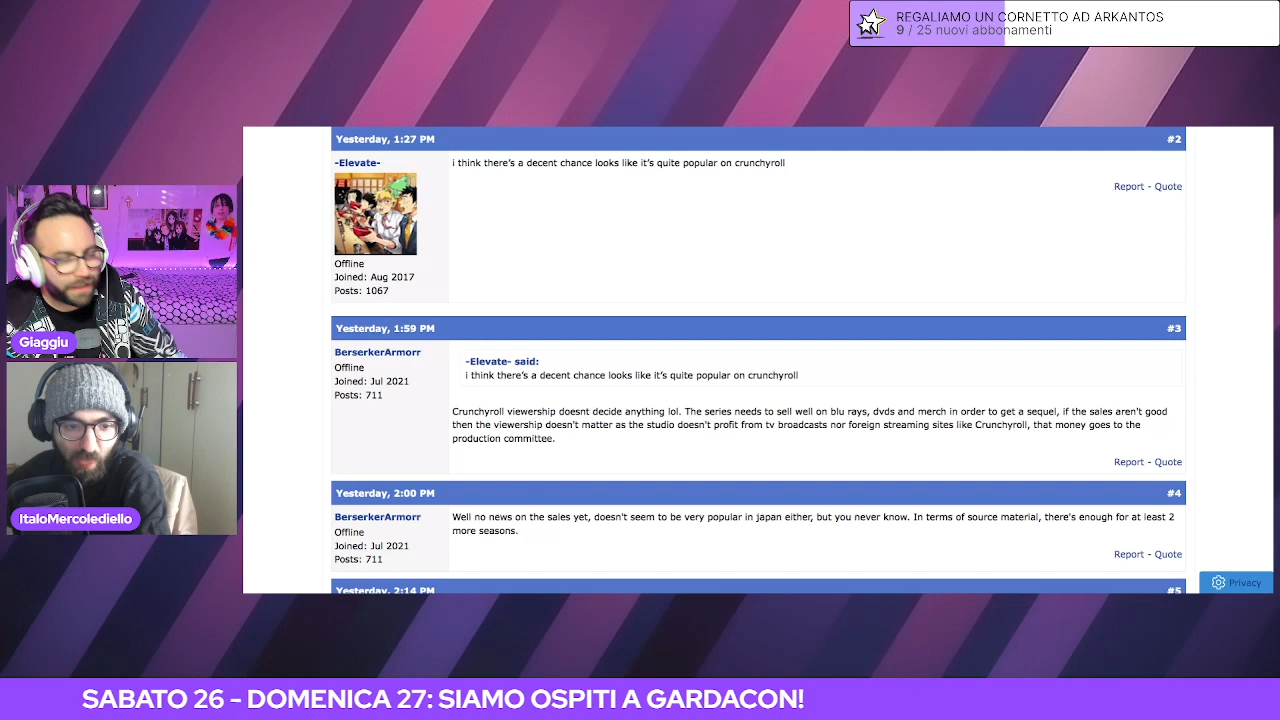 REGALIAMO UN CORNETTO AD ARKANTOS
9 / 25 nuovi abbonamenti
Yesterday, 1:27 PM #2
-Elevate- i think there's a decent chance looks like it's quite popular on crunchyroll
Report - Quote
Offline
Joined: Aug 2017
Posts: 1067
Yesterday, 1:59 PM #3
BerserkerArmorr
Offline
Joined: Jul 2021
Posts: 711
-Elevate- said:
i think there's a decent chance looks like it's quite popular on crunchyroll
Crunchyroll viewership doesnt decide anything lol. The series needs to sell well on blu rays, dvds and merch in order to get a sequel, if the sales aren't good
then the viewership doesn't matter as the studio doesn't profit from tv broadcasts nor foreign streaming sites like Crunchyroll, that money goes to the
production committee.
Report - Quote
Yesterday, 2:00 PM #4
BerserkerArmorr
Offline
Joined: Jul 2021
Posts: 711
Well no news on the sales yet, doesn't seem to be very popular in japan either, but you never know. In terms of source material, there's enough for at least 2
more seasons.
Report - Quote
Yesterday, 2:14 PM #5
Privacy
Giaggiu
ItaloMercolediello
SABATO 26 - DOMENICA 27: SIAMO OSPITI A GARDACON!